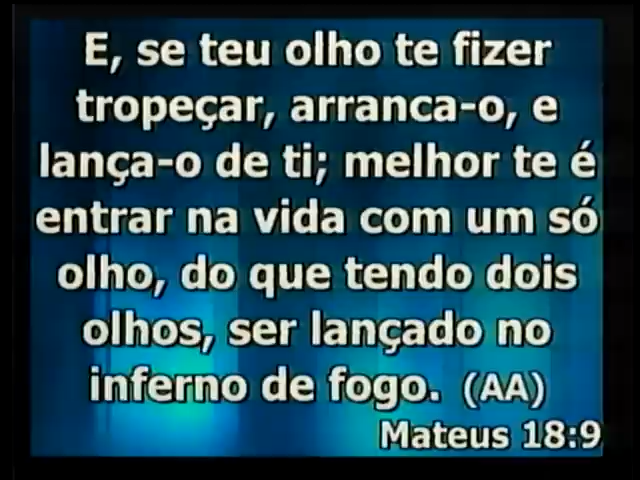 E, se teu olho te fizer
tropeçar, arranca-o, e
lança-o de ti; melhor te é
entrar na vida com um só
olho, do que tendo dois
olhos, ser lançado no
inferno de fogo. (AA)
Mateus 18:9